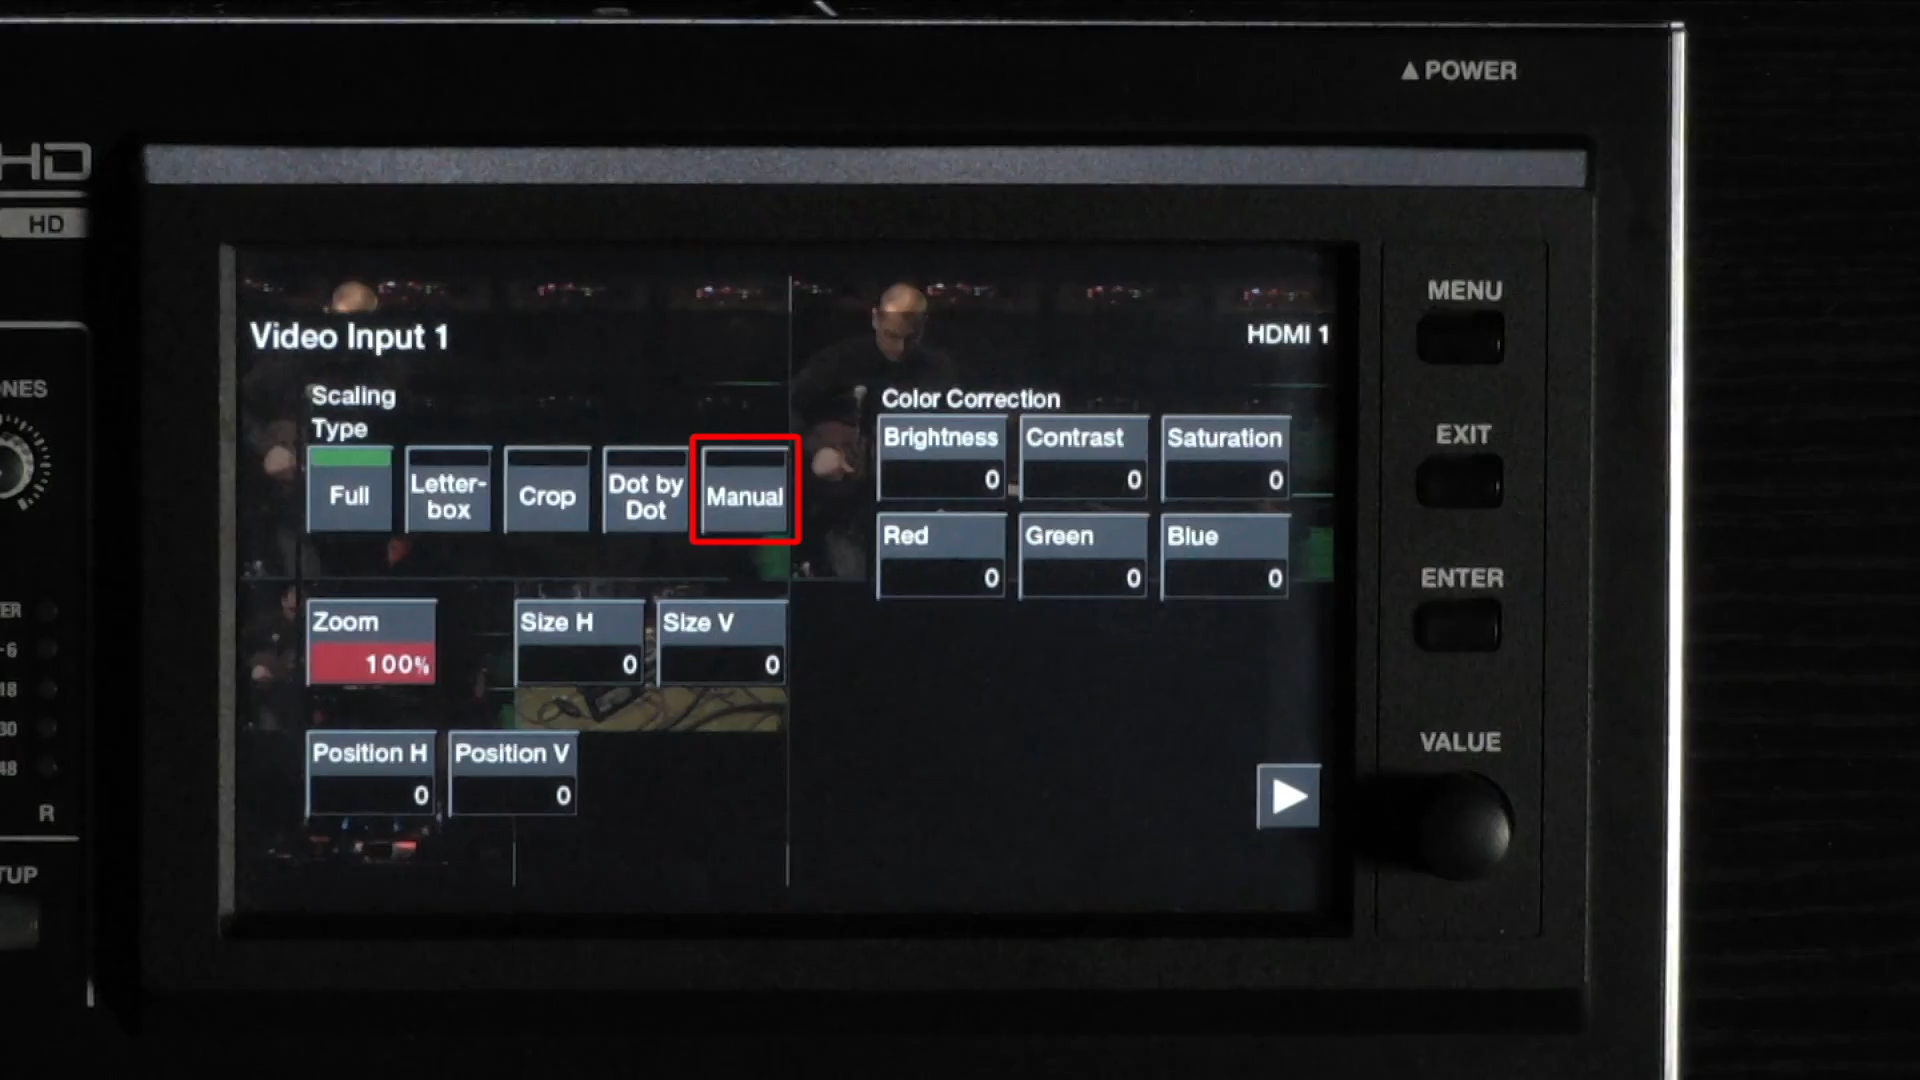 POWER
HD
HD
MENU
Video Input 1
HDMI 1
Scaling
Type
Color Correction
Full
Letter-
box
Crop
Dot by
Dot
Manual
Brightness
0
Contrast
0
Saturation
0
EXIT
Red
0
Green
0
Blue
0
ENTER
Zoom
100%
Size H
0
Size V
0
Position H
0
Position V
0
VALUE
-6
R